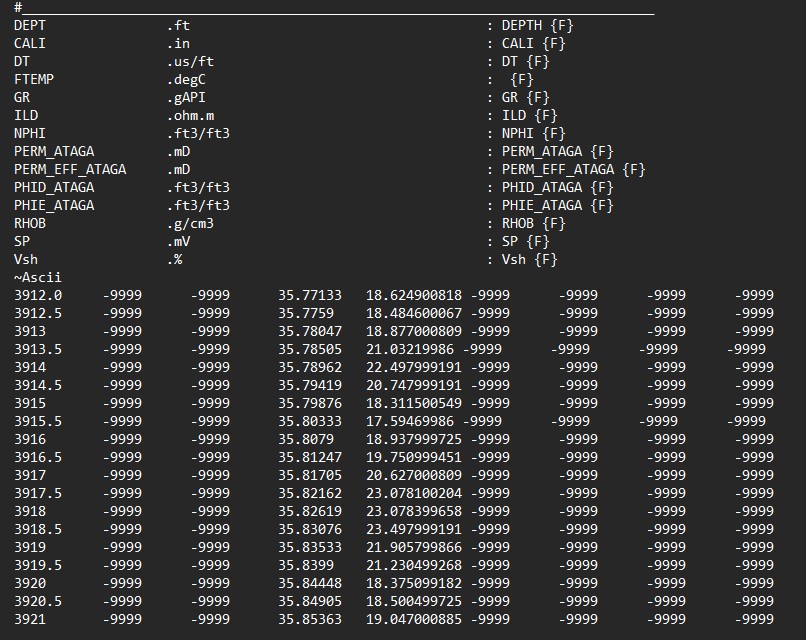 #
DEPT .ft : DEPTH {F}
CALI .in : CALI {F}
DT .us/ft : DT {F}
FTEMP .degC : {F}
GR .gAPI : GR {F}
ILD .ohm.m : ILD {F}
NPHI .ft3/ft3 : NPHI {F}
PERM_ATAGA .mD : PERM_ATAGA {F}
PERM_EFF_ATAGA .mD : PERM_EFF_ATAGA {F}
PHID_ATAGA .ft3/ft3 : PHID_ATAGA {F}
PHIE_ATAGA .ft3/ft3 : PHIE_ATAGA {F}
RHOB .g/cm3 : RHOB {F}
SP .mV : SP {F}
Vsh .% : Vsh {F}
~Ascii
3912.0 -9999 -9999 35.77133 18.624900818 -9999 -9999 -9999 -9999
3912.5 -9999 -9999 35.7759 18.484600067 -9999 -9999 -9999 -9999
3913 -9999 -9999 35.78047 18.877000809 -9999 -9999 -9999 -9999
3913.5 -9999 -9999 35.78505 21.03219986 -9999 -9999 -9999 -9999
3914 -9999 -9999 35.78962 22.497999191 -9999 -9999 -9999 -9999
3914.5 -9999 -9999 35.79419 20.747999191 -9999 -9999 -9999 -9999
3915 -9999 -9999 35.79876 18.311500549 -9999 -9999 -9999 -9999
3915.5 -9999 -9999 35.80333 17.59469986 -9999 -9999 -9999 -9999
3916 -9999 -9999 35.8079 18.937999725 -9999 -9999 -9999 -9999
3916.5 -9999 -9999 35.81247 19.750999451 -9999 -9999 -9999 -9999
3917 -9999 -9999 35.81705 20.627000809 -9999 -9999 -9999 -9999
3917.5 -9999 -9999 35.82162 23.078100204 -9999 -9999 -9999 -9999
3918 -9999 -9999 35.82619 23.078399658 -9999 -9999 -9999 -9999
3918.5 -9999 -9999 35.83076 23.497999191 -9999 -9999 -9999 -9999
3919 -9999 -9999 35.83533 21.905799866 -9999 -9999 -9999 -9999
3919.5 -9999 -9999 35.8399 21.230499268 -9999 -9999 -9999 -9999
3920 -9999 -9999 35.84448 18.375099182 -9999 -9999 -9999 -9999
3920.5 -9999 -9999 35.84905 18.500499725 -9999 -9999 -9999 -9999
3921 -9999 -9999 35.85363 19.047000885 -9999 -9999 -9999 -9999